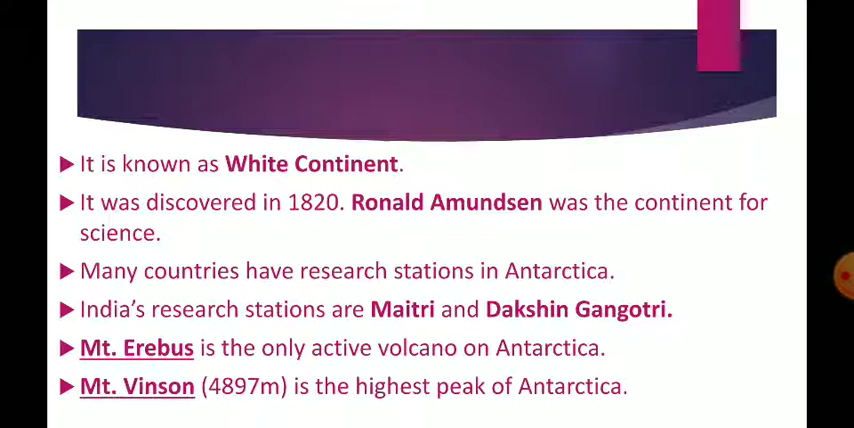 It is known as White Continent.
It was discovered in 1820. Ronald Amundsen was the continent for
science.
Many countries have research stations in Antarctica.
India's research stations are Maitri and Dakshin Gangotri.
Mt. Erebus is the only active volcano on Antarctica.
Mt. Vinson (4897m) is the highest peak of Antarctica.